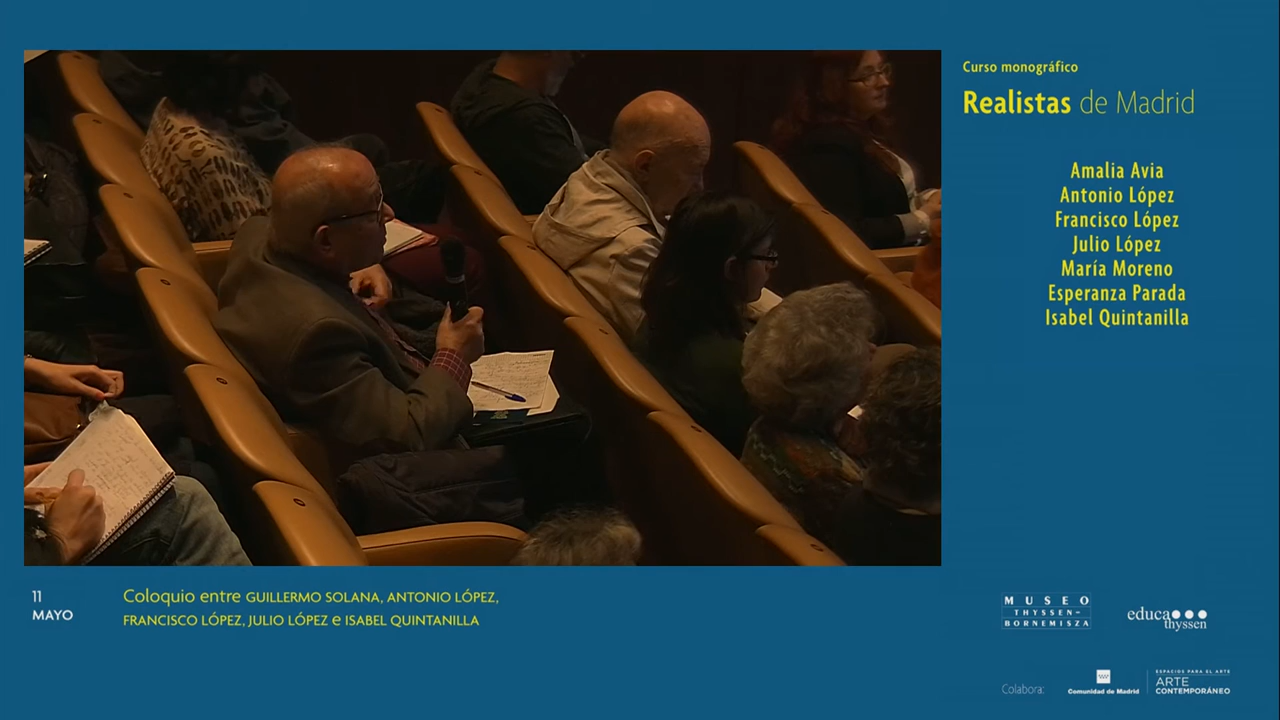 Curso monográfico
Realistas de Madrid
Amalia Avia
Antonio López
Francisco López
Julio López
María Moreno
Esperanza Parada
Isabel Quintanilla
11
MAYO
Coloquio entre GUILLERMO SOLANA, ANTONIO LÓPEZ,
FRANCISCO LÓPEZ, JULIO LÓPEZ e ISABEL QUINTANILLA
MUSEO
THYSSEN-
BORNEMISZA
educa
thyssen
Colabora:
Comunidad de Madrid
ESPACIOS PARA EL ARTE
ARTE
CONTEMPORÁNEO